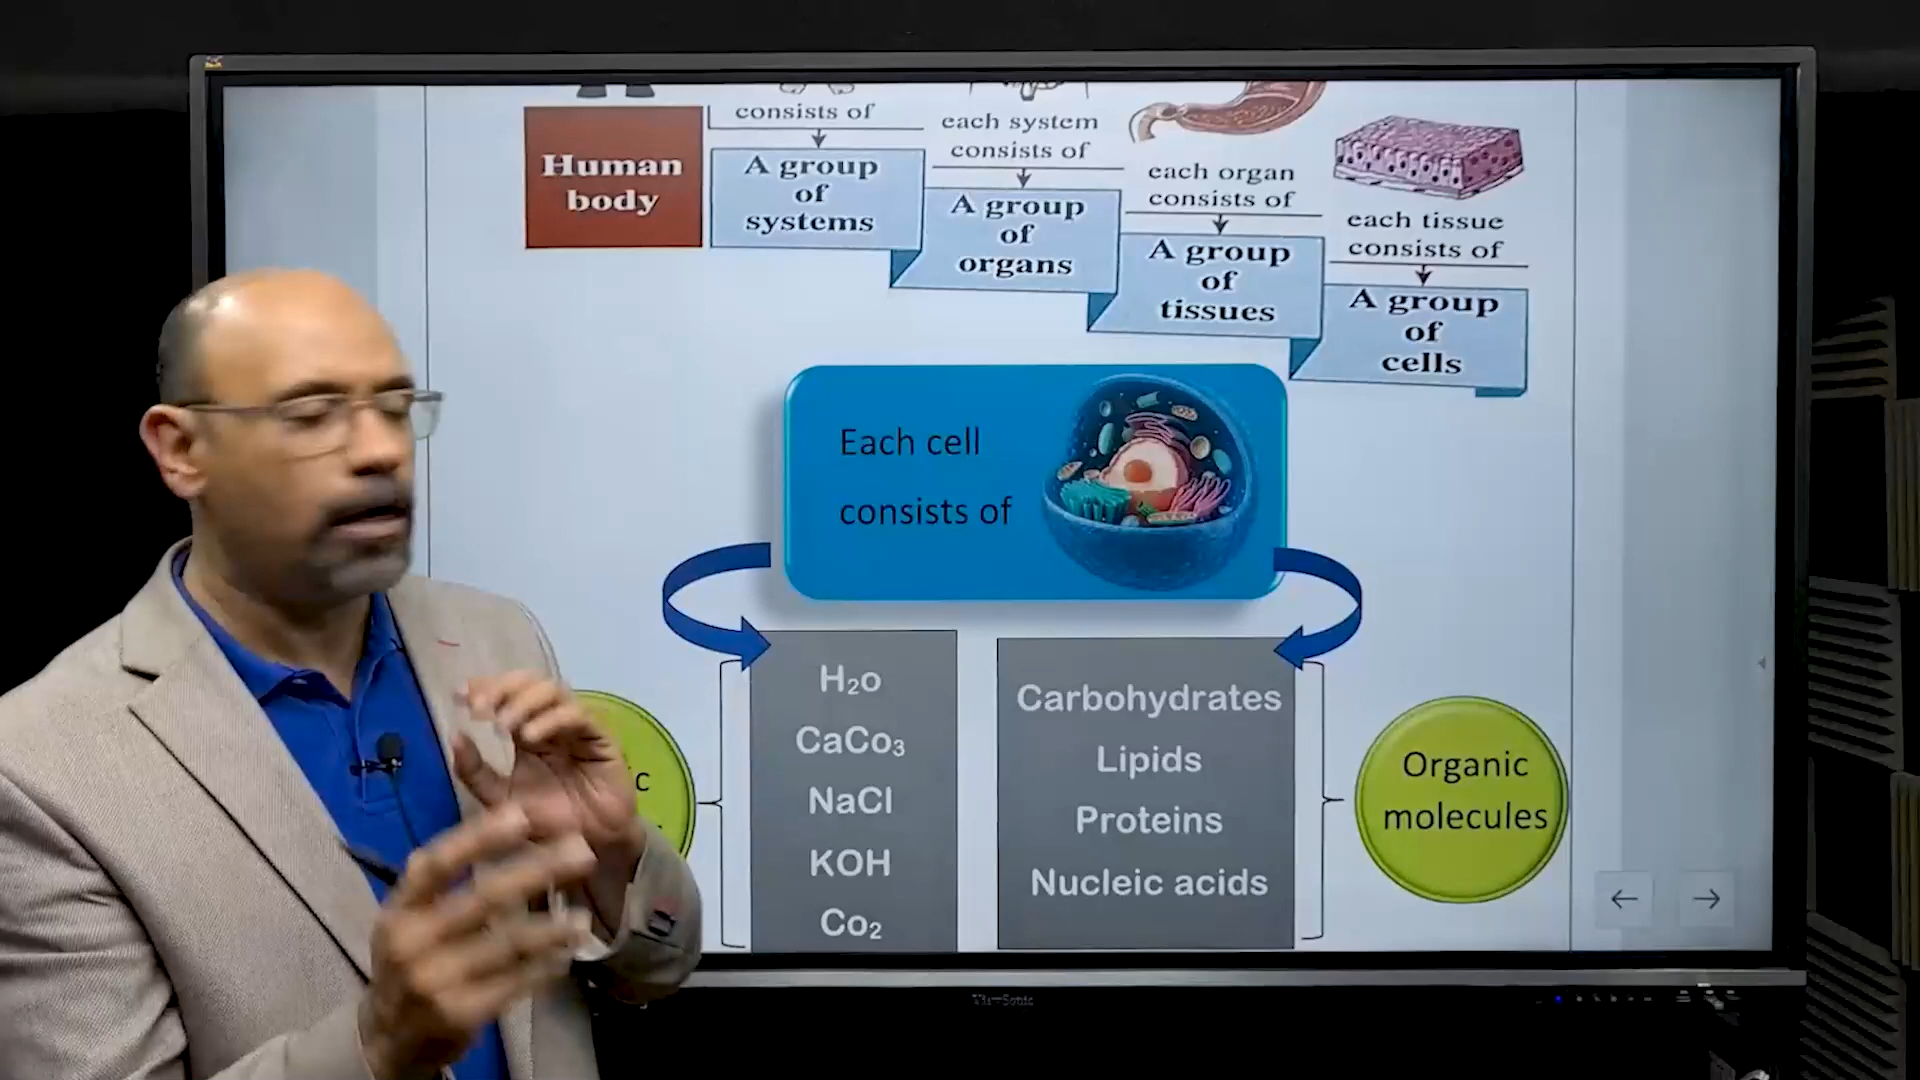 Human
body
consists of
A group
of
systems
each system
consists of
A group
of
organs
each organ
consists of
A group
of
tissues
each tissue
consists of
A group
of
cells
Each cell
consists of
c
H₂o
CaCo₃
NaCl
KOH
Co₂
Carbohydrates
Lipids
Proteins
Nucleic acids
Organic
molecules
ViewSonic